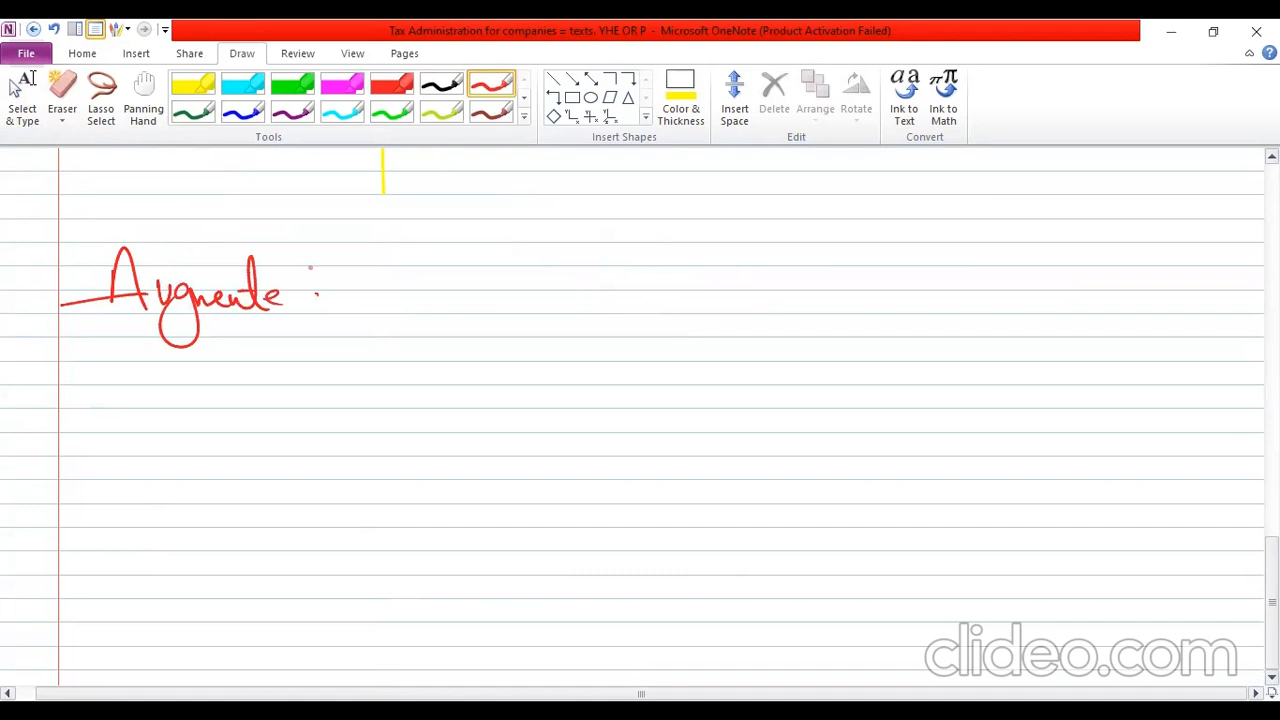 Tax Administration for companies = texts. YHE OR P - Microsoft OneNote (Product Activation Failed)
File Home Insert Share Draw Review View Pages
Select & Type
Eraser
Lasso Select
Panning Hand
Color & Thickness
Insert Space
Delete
Arrange
Rotate
Ink to Text
Ink to Math
Tools
Insert Shapes
Edit
Convert
Augmente :
clideo.com